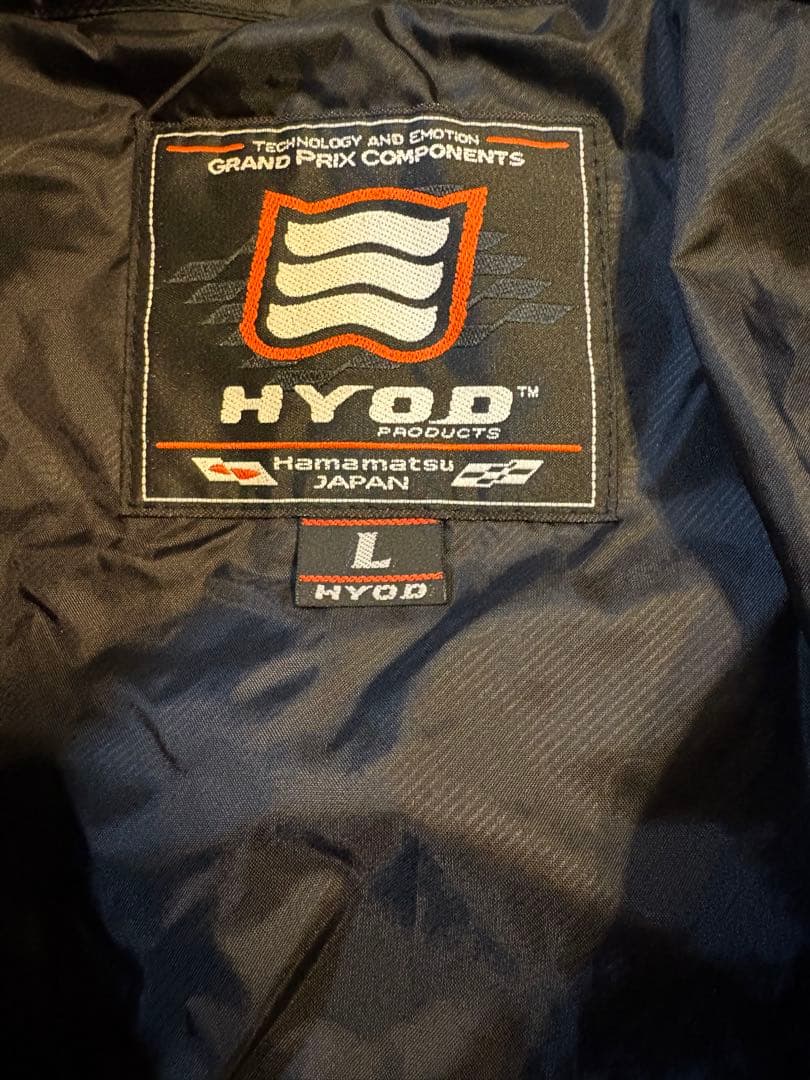 TECHNOLOGY AND EMOTION
GRAND PRIX COMPONENTS
HYOD™
PRODUCTS
Hamamatsu
JAPAN
L
HYOD